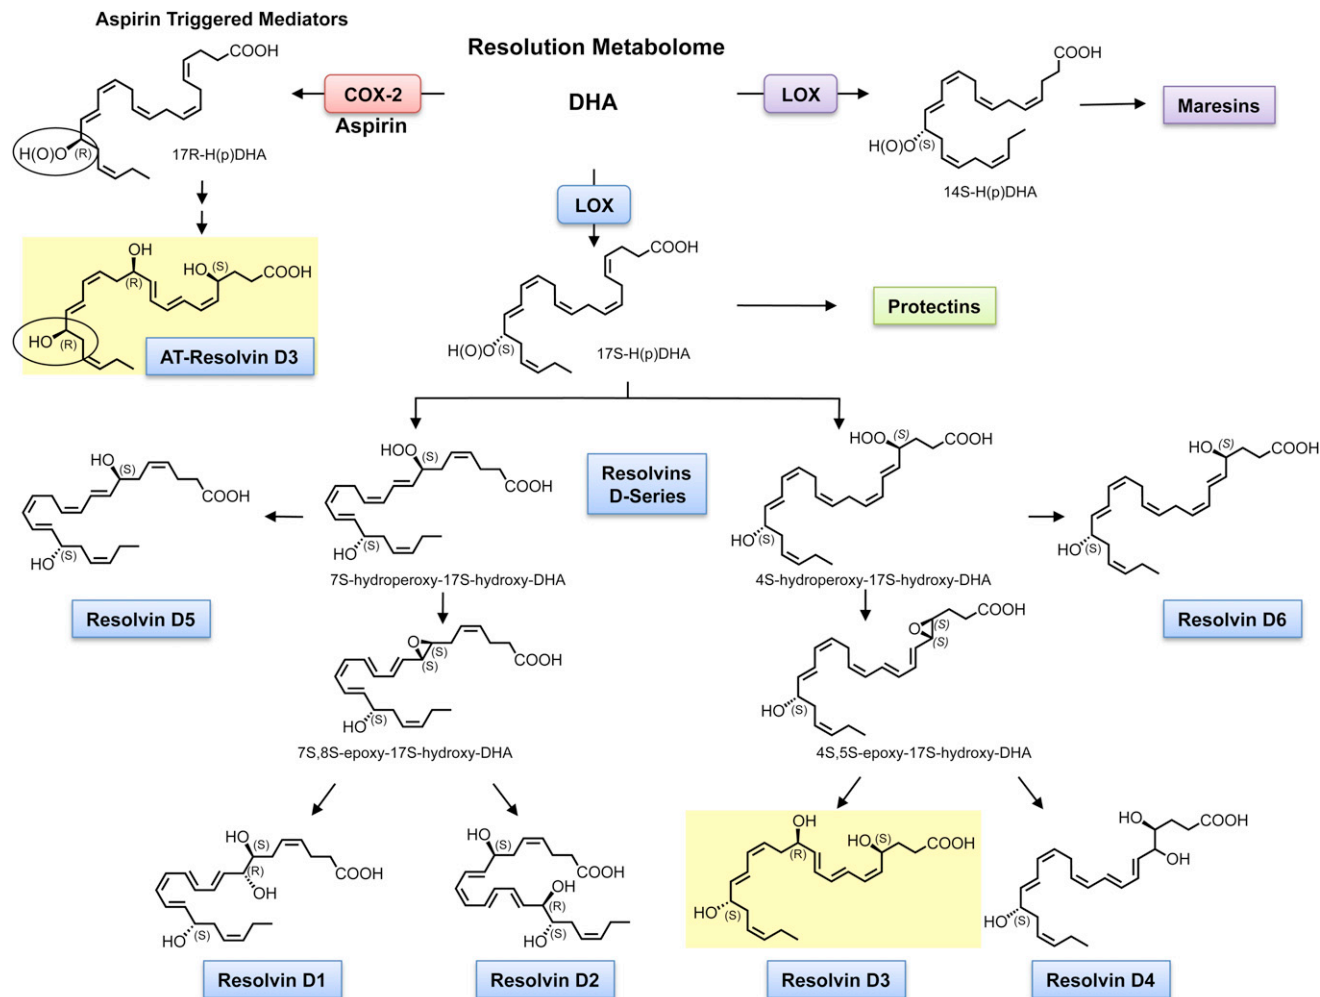 Aspirin Triggered Mediators
Resolution Metabolome
COOH
COX-2
Aspirin
DHA
LOX
COOH
Maresins
H(O)O
(R)
17R-H(p)DHA
H(O)O
(S)
14S-H(p)DHA
LOX
OH
(R)
HO
(S)
COOH
HO
(R)
AT-Resolvin D3
COOH
H(O)O
(S)
17S-H(p)DHA
Protectins
HO
(S)
COOH
HO
(S)
Resolvin D5
HOO
(S)
COOH
HO
(S)
7S-hydroperoxy-17S-hydroxy-DHA
Resolvins
D-Series
HOO
(S)
COOH
HO
(S)
4S-hydroperoxy-17S-hydroxy-DHA
HO
(S)
COOH
HO
(S)
Resolvin D6
O
(S)
(S)
COOH
HO
(S)
7S,8S-epoxy-17S-hydroxy-DHA
O
(S)
(S)
COOH
HO
(S)
4S,5S-epoxy-17S-hydroxy-DHA
HO
(S)
(R)
OH
COOH
HO
(S)
Resolvin D1
HO
(S)
COOH
OH
(R)
HO
(S)
Resolvin D2
OH
(R)
HO
(S)
COOH
HO
(S)
Resolvin D3
HO
COOH
OH
HO
(S)
Resolvin D4